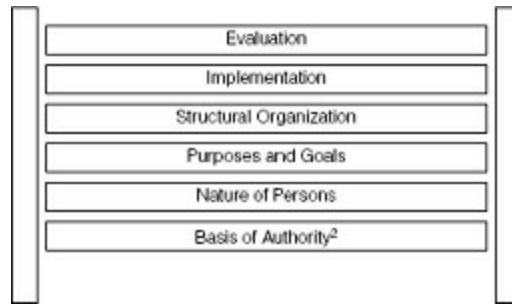 Evaluation
Implementation
Structural Organization
Purposes and Goals
Nature of Persons
Basis of Authority²